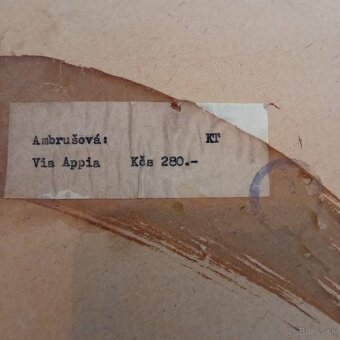 Ambrušová: KT
Via Appia Kčs 280.-